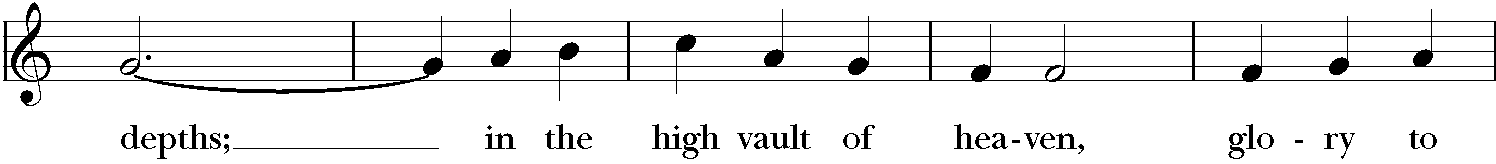 depths; in the high vault of hea-ven, glo - ry to